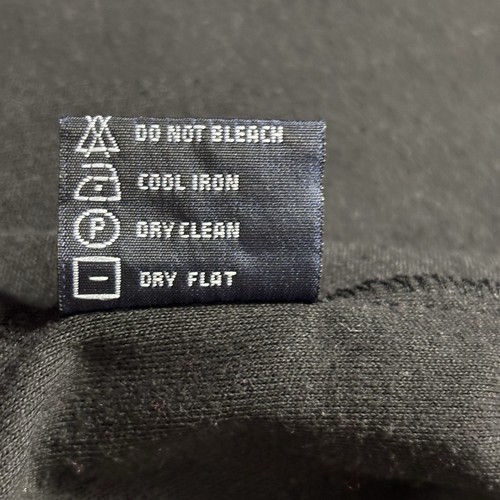 DO NOT BLEACH
COOL IRON
P DRY CLEAN
DRY FLAT